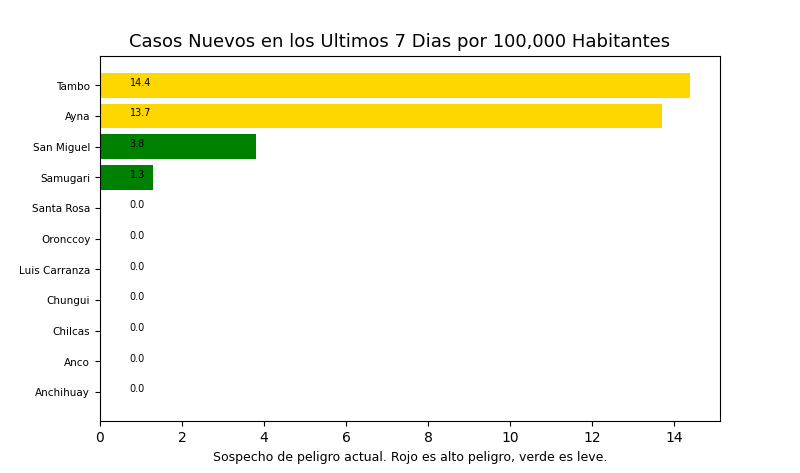 Casos Nuevos en los Ultimos 7 Dias por 100,000 Habitantes
Tambo 14.4
Ayna 13.7
San Miguel 3.8
Samugari 1.3
Santa Rosa 0.0
Oronccoy 0.0
Luis Carranza 0.0
Chungui 0.0
Chilcas 0.0
Anco 0.0
Anchihuay 0.0
0 2 4 6 8 10 12 14
Sospecho de peligro actual. Rojo es alto peligro, verde es leve.